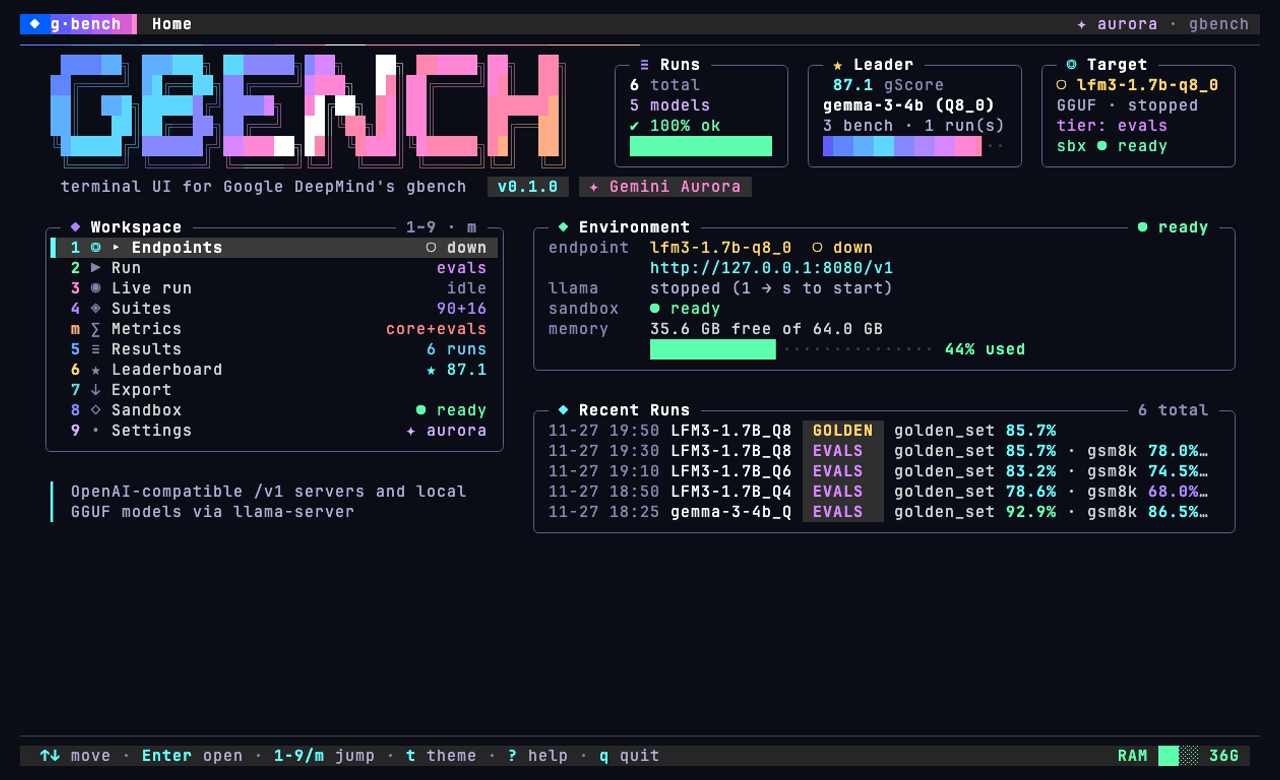 ◆ g·bench Home ✦ aurora · gbench
GBENCH
terminal UI for Google DeepMind's gbench v0.1.0 ✦ Gemini Aurora
≡ Runs
6 total
5 models
✔ 100% ok
★ Leader
87.1 gScore
gemma-3-4b (Q8_0)
3 bench · 1 run(s)
◎ Target
○ lfm3-1.7b-q8_0
GGUF · stopped
tier: evals
sbx ● ready
◆ Workspace 1-9 · m
1 ◎ ▸ Endpoints ○ down
2 ▶ Run evals
3 ◉ Live run idle
4 ◈ Suites 90+16
m ∑ Metrics core+evals
5 ≡ Results 6 runs
6 ★ Leaderboard ★ 87.1
7 ↓ Export
8 ◇ Sandbox ● ready
9 • Settings ✦ aurora
OpenAI-compatible /v1 servers and local
GGUF models via llama-server
◆ Environment ● ready
endpoint lfm3-1.7b-q8_0 ○ down
http://127.0.0.1:8080/v1
llama stopped (1 → s to start)
sandbox ● ready
memory 35.6 GB free of 64.0 GB
44% used
◆ Recent Runs 6 total
11-27 19:50 LFM3-1.7B_Q8 GOLDEN golden_set 85.7%
11-27 19:30 LFM3-1.7B_Q8 EVALS golden_set 85.7% · gsm8k 78.0%…
11-27 19:10 LFM3-1.7B_Q6 EVALS golden_set 83.2% · gsm8k 74.5%…
11-27 18:50 LFM3-1.7B_Q4 EVALS golden_set 78.6% · gsm8k 68.0%…
11-27 18:25 gemma-3-4b_Q EVALS golden_set 92.9% · gsm8k 86.5%…
↑↓ move · Enter open · 1-9/m jump · t theme · ? help · q quit RAM 36G